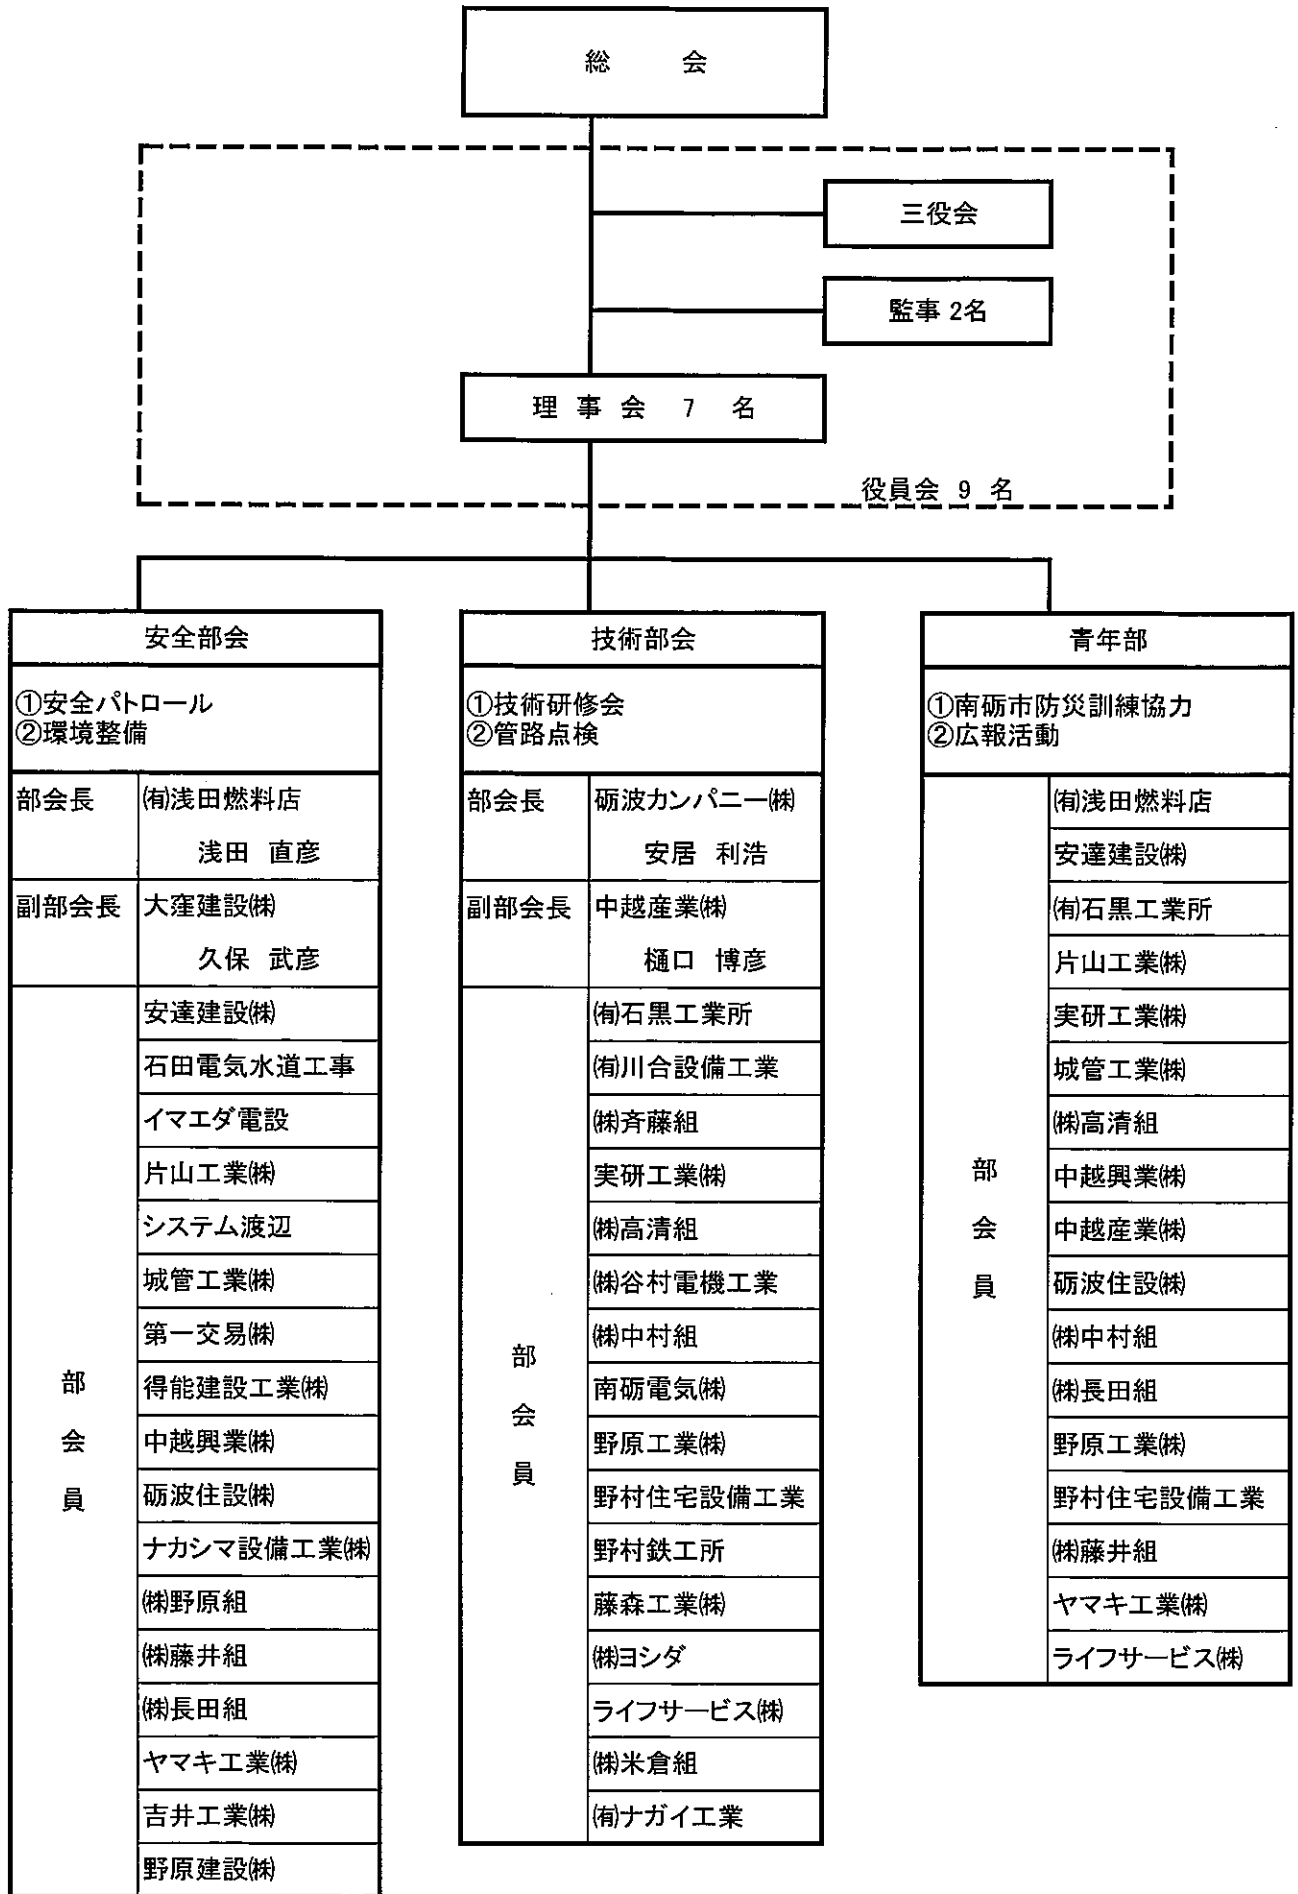 総 会
三役会
監事 2名
理 事 会 7 名
役員会 9 名
安全部会
①安全パトロール
②環境整備
部会長
㈲浅田燃料店
浅田 直彦
副部会長
大窪建設㈱
久保 武彦
部会員
安達建設㈱
石田電気水道工事
イマエダ電設
片山工業㈱
システム渡辺
城管工業㈱
第一交易㈱
得能建設工業㈱
中越興業㈱
砺波住設㈱
ナカシマ設備工業㈱
㈱野原組
㈱藤井組
㈱長田組
ヤマキ工業㈱
吉井工業㈱
野原建設㈱
技術部会
①技術研修会
②管路点検
部会長
砺波カンパニー㈱
安居 利浩
副部会長
中越産業㈱
樋口 博彦
部会員
㈲石黒工業所
㈲川合設備工業
㈱斉藤組
実研工業㈱
㈱高清組
㈱谷村電機工業
㈱中村組
南砺電気㈱
野原工業㈱
野村住宅設備工業
野村鉄工所
藤森工業㈱
㈱ヨシダ
ライフサービス㈱
㈱米倉組
㈲ナガイ工業
青年部
①南砺市防災訓練協力
②広報活動
部会員
㈲浅田燃料店
安達建設㈱
㈲石黒工業所
片山工業㈱
実研工業㈱
城管工業㈱
㈱高清組
中越興業㈱
中越産業㈱
砺波住設㈱
㈱中村組
㈱長田組
野原工業㈱
野村住宅設備工業
㈱藤井組
ヤマキ工業㈱
ライフサービス㈱